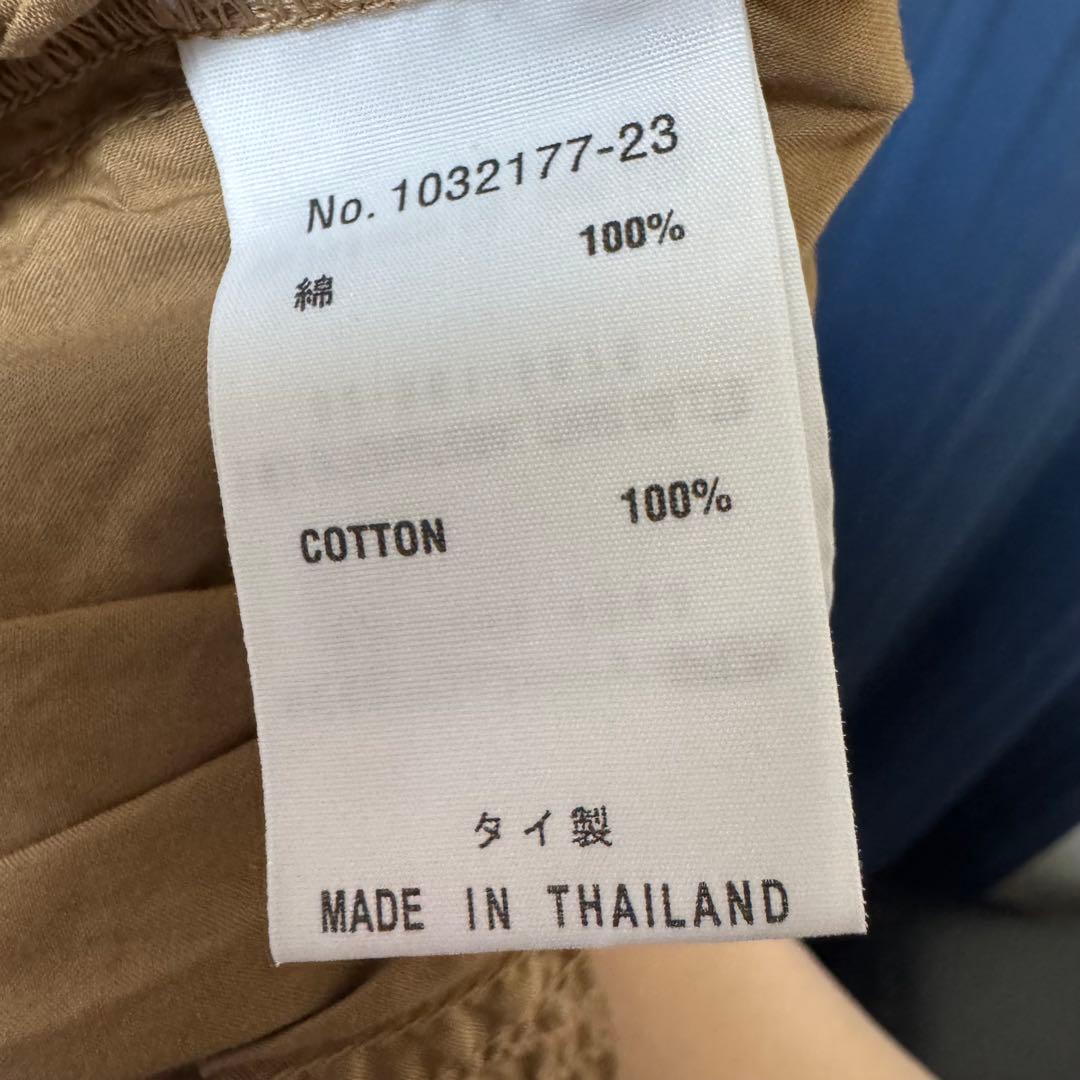 No. 1032177-23
綿 100%
COTTON 100%
タイ製
MADE IN THAILAND